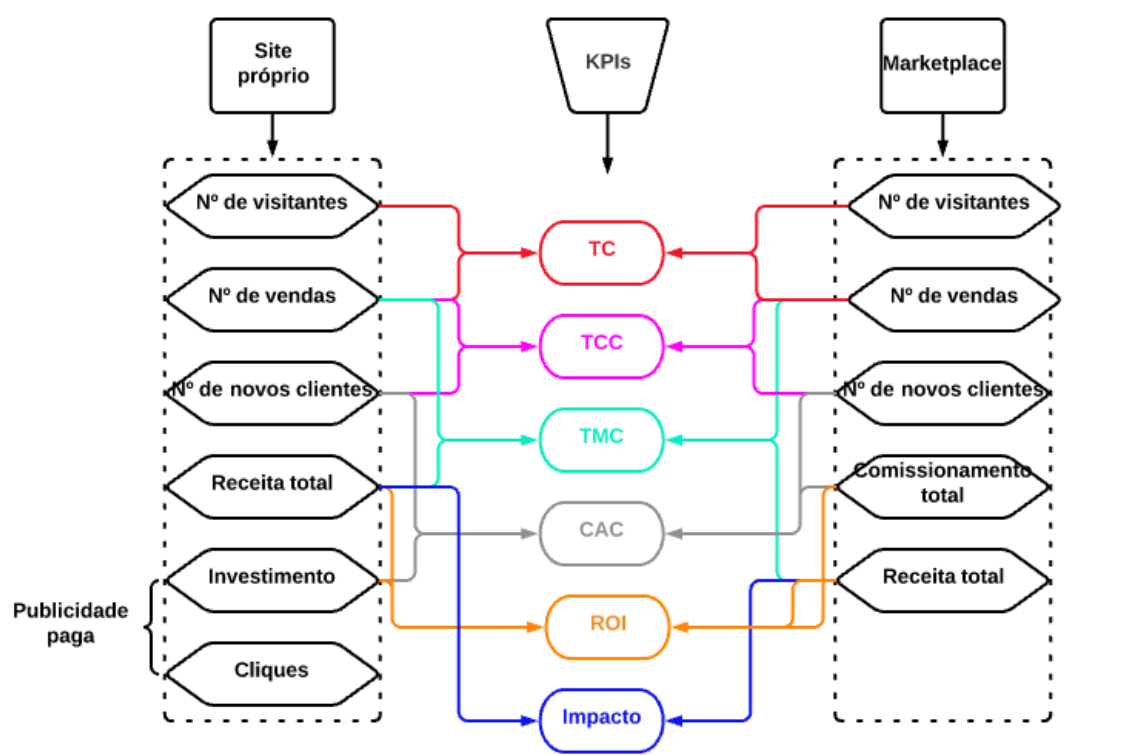 Site
próprio
KPIs
Marketplace
Nº de visitantes
Nº de vendas
Nº de novos clientes
Receita total
Investimento
Cliques
Publicidade
paga
TC
TCC
TMC
CAC
ROI
Impacto
Nº de visitantes
Nº de vendas
Nº de novos clientes
Comissionamento
total
Receita total